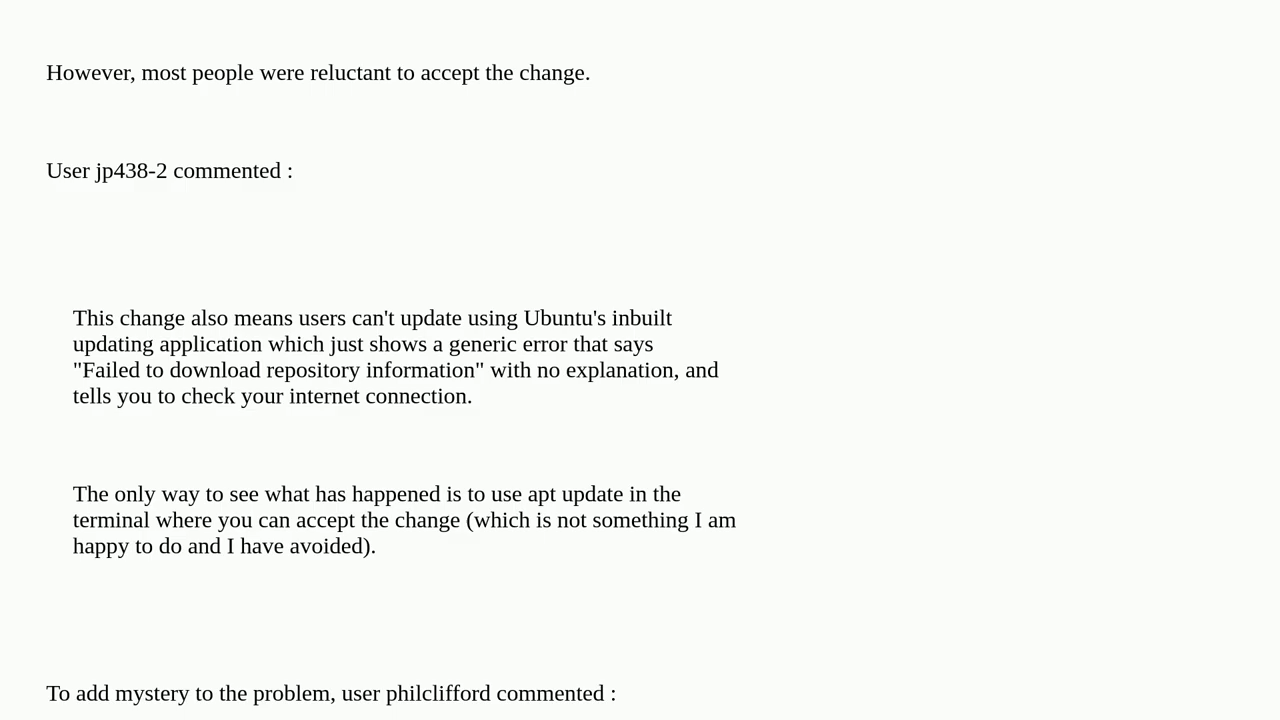 However, most people were reluctant to accept the change.
User jp438-2 commented :
This change also means users can't update using Ubuntu's inbuilt
updating application which just shows a generic error that says
"Failed to download repository information" with no explanation, and
tells you to check your internet connection.
The only way to see what has happened is to use apt update in the
terminal where you can accept the change (which is not something I am
happy to do and I have avoided).
To add mystery to the problem, user philclifford commented :